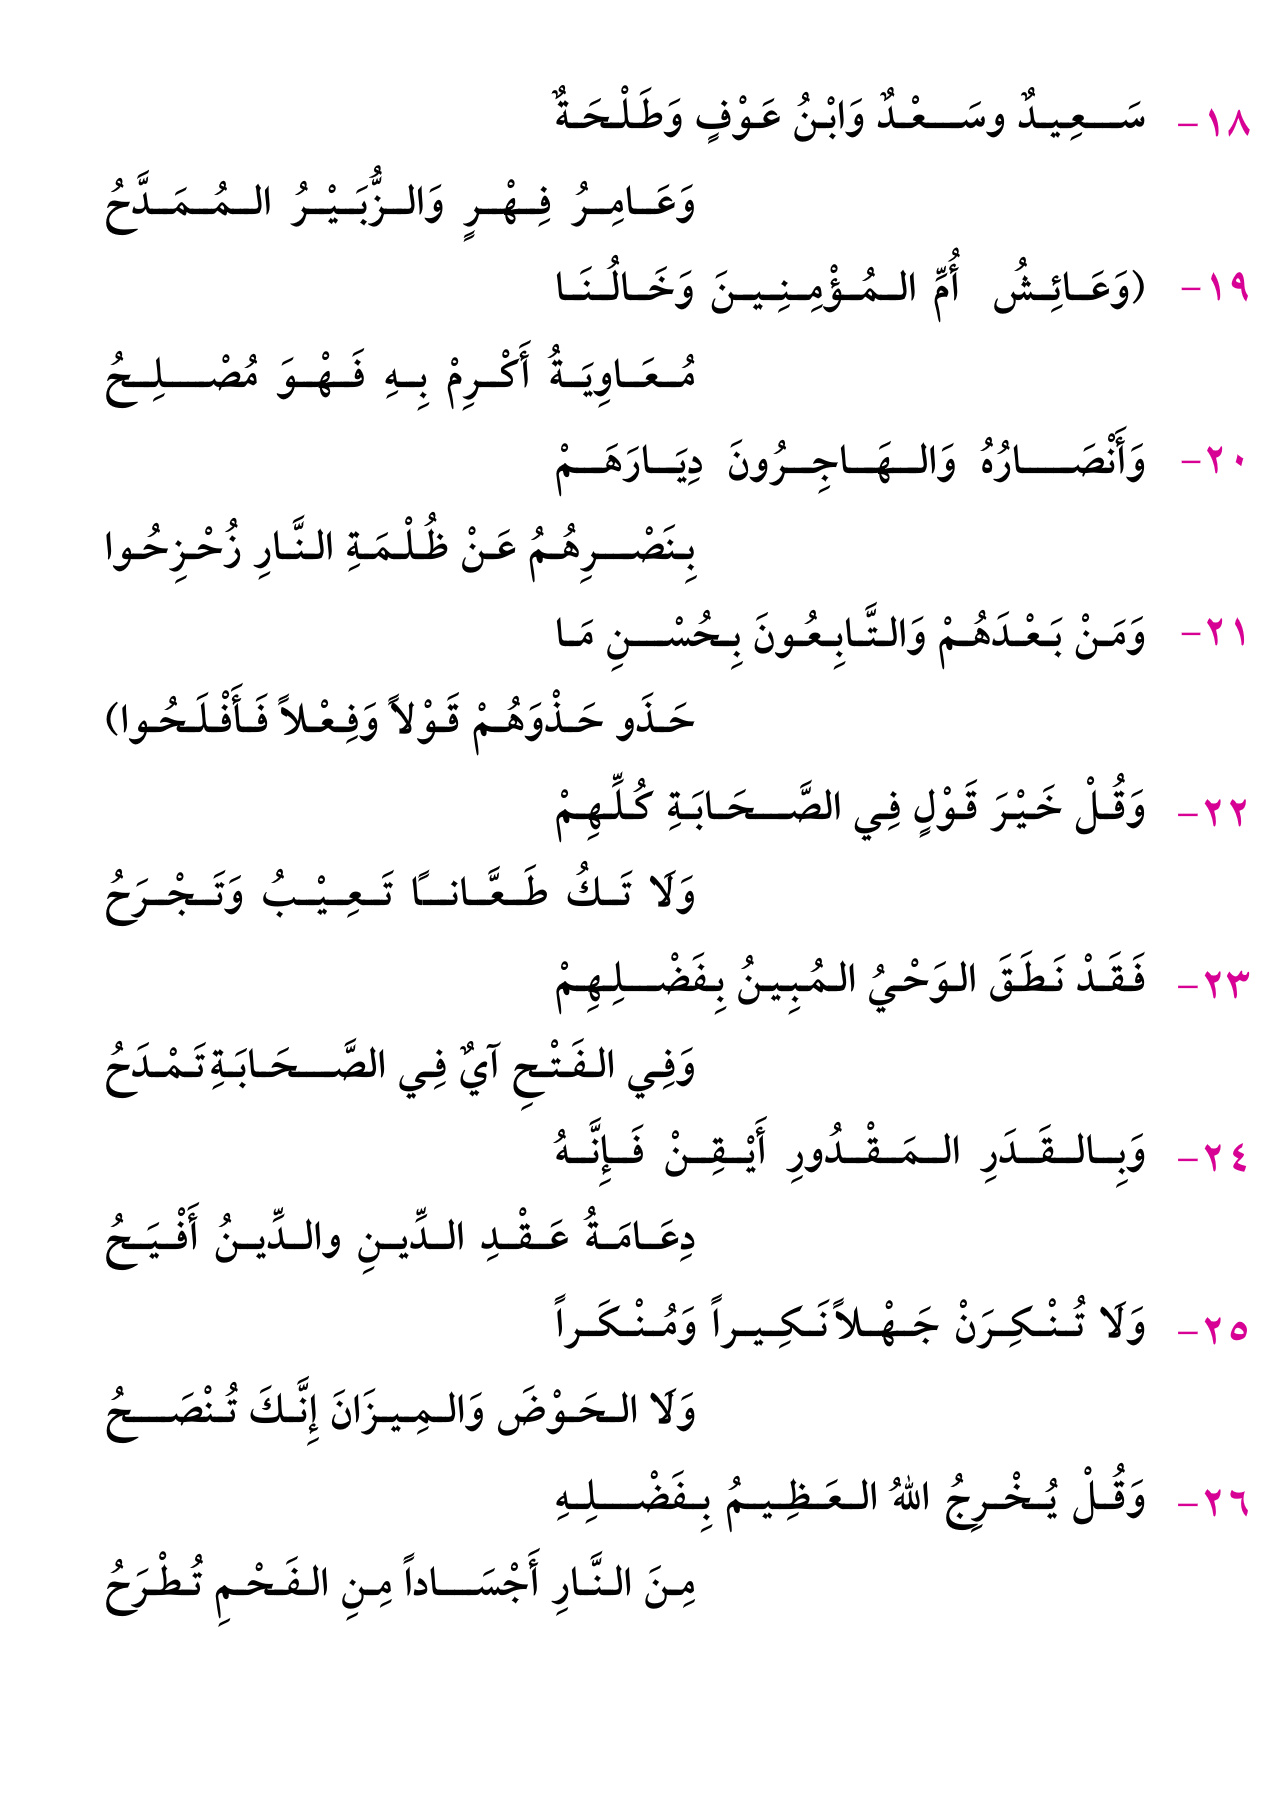 ١٨- سَعِيدٌ وسَعْدٌ وَابْنُ عَوْفٍ وَطَلْحَةٌ
وَعَامِرُ فِهْرٍ وَالزُّبَيْرُ المُمَدَّحُ
١٩- (وَعَائِشُ أُمِّ المُؤْمِنِينَ وَخَالُنَا
مُعَاوِيَةُ أَكْرِمْ بِهِ فَهْوَ مُصْلِحُ
٢٠- وَأَنْصَارُهُ وَالهَاجِرُونَ دِيَارَهَمْ
بِنَصْرِهُمُ عَنْ ظُلْمَةِ النَّارِ زُحْزِحُوا
٢١- وَمَنْ بَعْدَهُمْ وَالتَّابِعُونَ بِحُسْنِ مَا
حَذَو حَذْوَهُمْ قَوْلاً وَفِعْلاً فَأَفْلَحُوا)
٢٢- وَقُلْ خَيْرَ قَوْلٍ فِي الصَّحَابَةِ كُلِّهِمْ
وَلَا تَكُ طَعَّانًا تَعِيْبُ وَتَجْرَحُ
٢٣- فَقَدْ نَطَقَ الوَحْيُ المُبِينُ بِفَضْلِهِمْ
وَفِي الفَتْحِ آيٌ فِي الصَّحَابَةِ تَمْدَحُ
٢٤- وَبِالقَدَرِ المَقْدُورِ أَيْقِنْ فَإِنَّهُ
دِعَامَةُ عَقْدِ الدِّينِ والدِّينُ أَفْيَحُ
٢٥- وَلَا تُنْكِرَنْ جَهْلاً نَكِيراً وَمُنْكَراً
وَلَا الحَوْضَ وَالمِيزَانَ إِنَّكَ تُنْصَحُ
٢٦- وَقُلْ يُخْرِجُ اللهُ العَظِيمُ بِفَضْلِهِ
مِنَ النَّارِ أَجْسَاداً مِنِ الفَحْمِ تُطْرَحُ